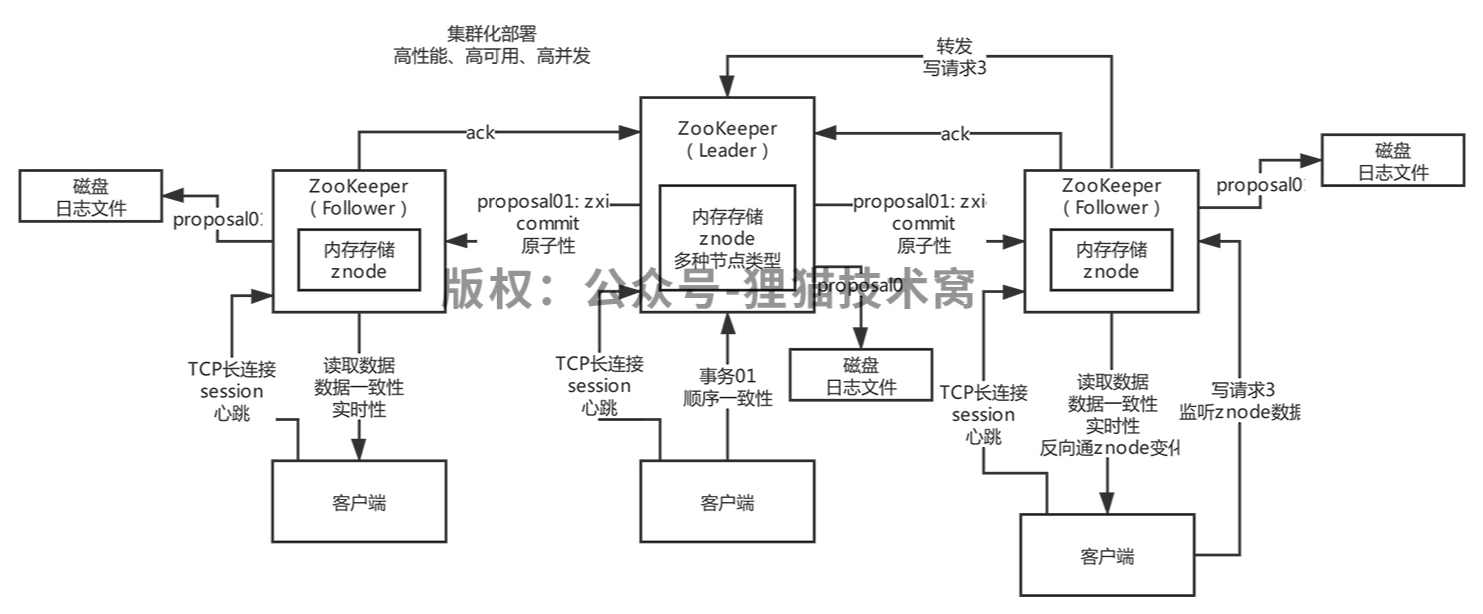 集群化部署
高性能、高可用、高并发
转发
写请求3
ack
ack
ZooKeeper
（Leader）
内存存储
znode
多种节点类型
磁盘
日志文件
proposal01
ZooKeeper
（Follower）
内存存储
znode
proposal01: zxi
commit
原子性
proposal01: zxi
commit
原子性
ZooKeeper
（Follower）
内存存储
znode
proposal01
磁盘
日志文件
proposal0
磁盘
日志文件
版权：公众号-狸猫技术窝
TCP长连接
session
心跳
读取数据
数据一致性
实时性
TCP长连接
session
心跳
事务01
顺序一致性
TCP长连接
session
心跳
读取数据
数据一致性
实时性
反向通znode变化
写请求3
监听znode数据
客户端
客户端
客户端